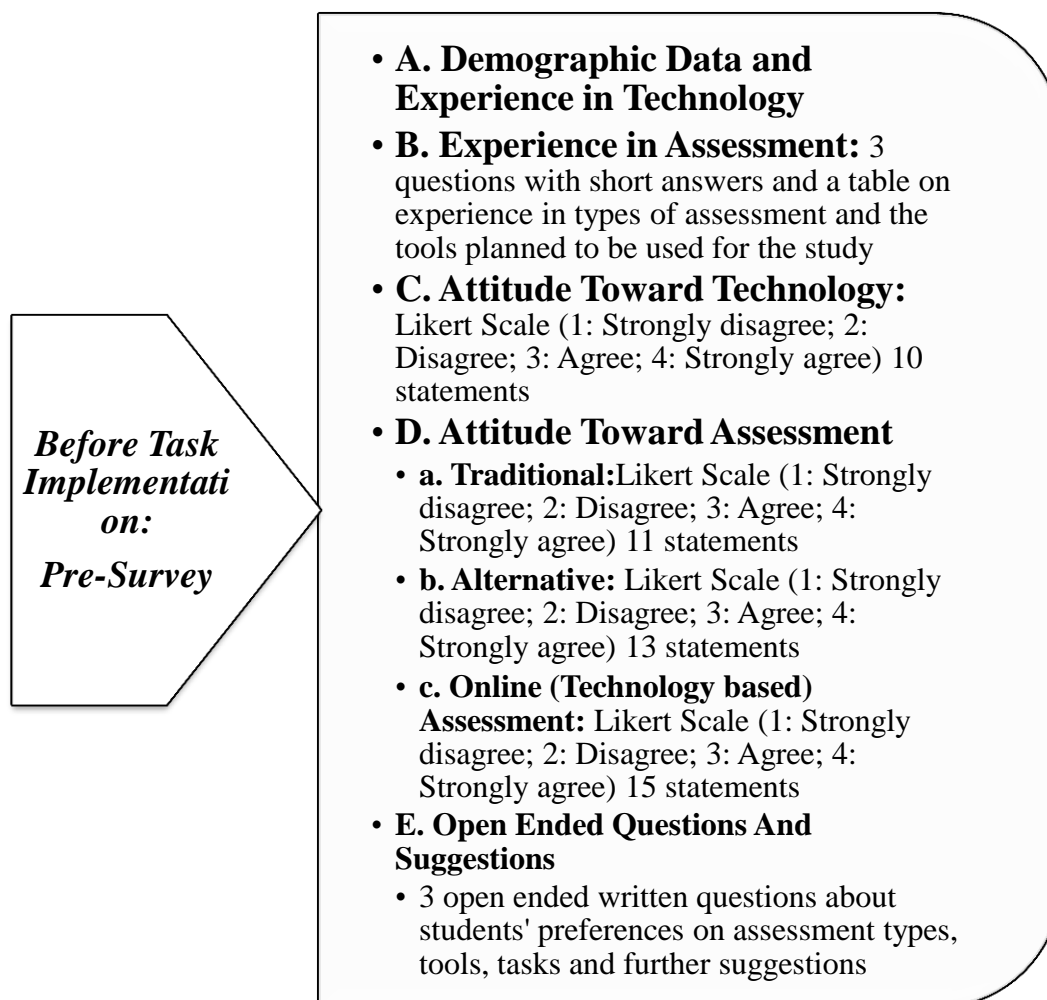 Before Task
Implementati
on:
Pre-Survey
• A. Demographic Data and
Experience in Technology
• B. Experience in Assessment: 3
questions with short answers and a table on
experience in types of assessment and the
tools planned to be used for the study
• C. Attitude Toward Technology:
Likert Scale (1: Strongly disagree; 2:
Disagree; 3: Agree; 4: Strongly agree) 10
statements
• D. Attitude Toward Assessment
• a. Traditional:Likert Scale (1: Strongly
disagree; 2: Disagree; 3: Agree; 4:
Strongly agree) 11 statements
• b. Alternative: Likert Scale (1: Strongly
disagree; 2: Disagree; 3: Agree; 4:
Strongly agree) 13 statements
• c. Online (Technology based)
Assessment: Likert Scale (1: Strongly
disagree; 2: Disagree; 3: Agree; 4:
Strongly agree) 15 statements
• E. Open Ended Questions And
Suggestions
• 3 open ended written questions about
students' preferences on assessment types,
tools, tasks and further suggestions